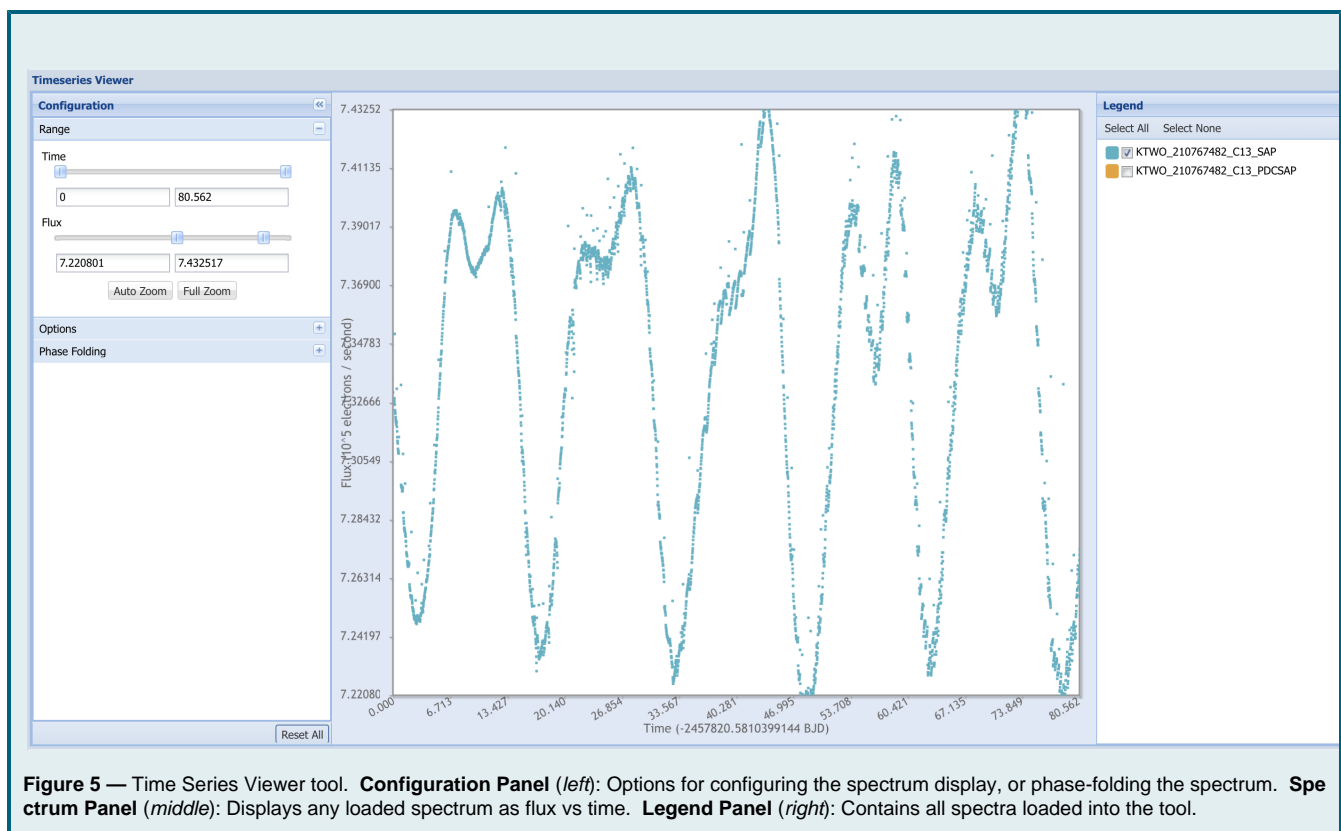 Timeseries Viewer
Configuration
Range
Time
0 80.562
Flux
7.220801 7.432517
Auto Zoom Full Zoom
Options
Phase Folding
Reset All
7.43252
7.41135
7.39017
7.36900
7.34783
7.32666
7.30549
7.28432
7.26314
7.24197
7.22080
Flux (10^5 electrons / second)
0.000 6.713 13.427 20.140 26.854 33.567 40.281 46.995 53.708 60.421 67.135 73.849 80.562
Time (-2457820.5810399144 BJD)
Legend
Select All Select None
KTWO_210767482_C13_SAP
KTWO_210767482_C13_PDCSAP
Figure 5 — Time Series Viewer tool. Configuration Panel (left): Options for configuring the spectrum display, or phase-folding the spectrum. Spe
ctrum Panel (middle): Displays any loaded spectrum as flux vs time. Legend Panel (right): Contains all spectra loaded into the tool.